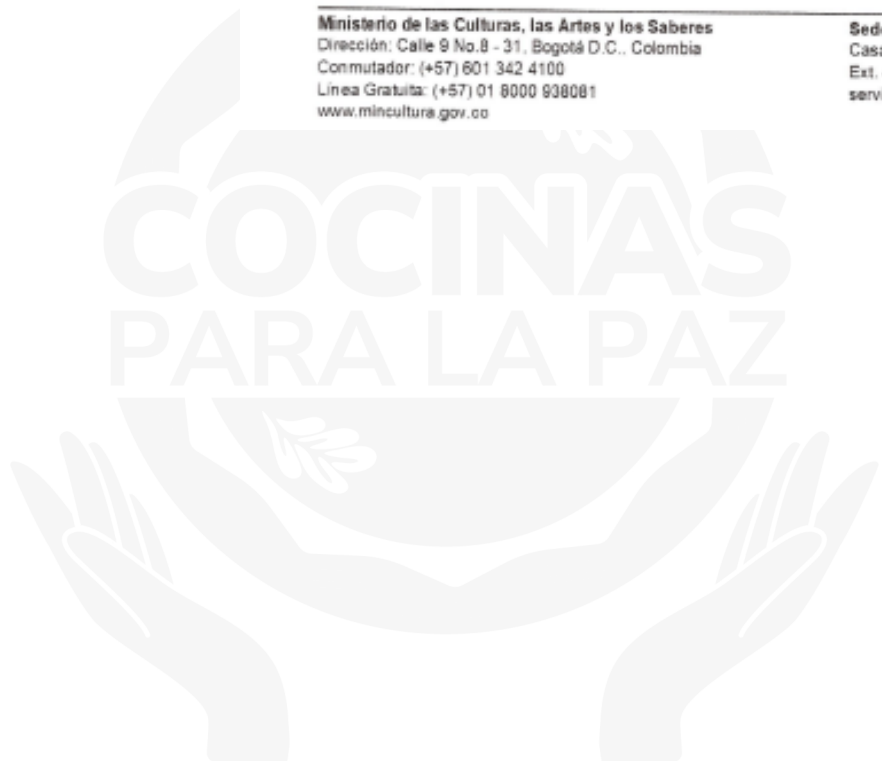 Ministerio de las Culturas, las Artes y los Saberes
Dirección: Calle 9 No.8 - 31, Bogotá D.C., Colombia
Conmutador: (+57) 601 342 4100
Línea Gratuita: (+57) 01 8000 938081
www.mincultura.gov.co
Ext.
COCINAS
PARA LA PAZ